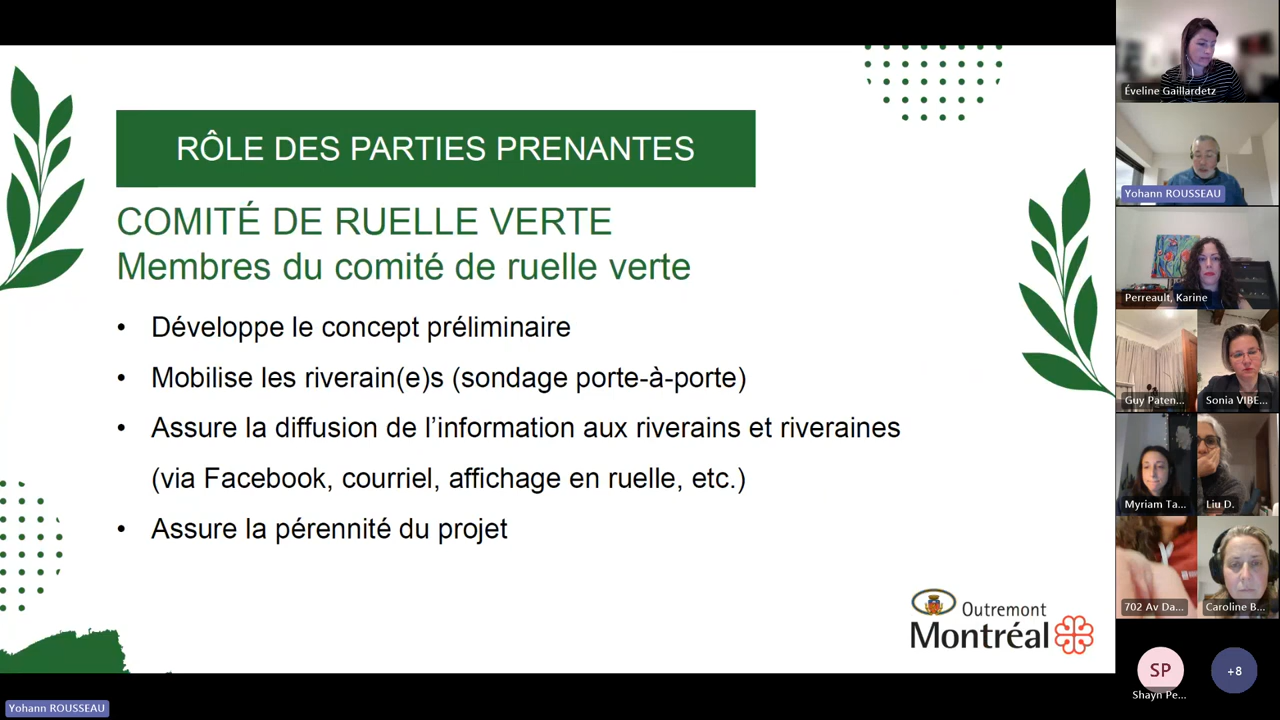 RÔLE DES PARTIES PRENANTES
COMITÉ DE RUELLE VERTE
Membres du comité de ruelle verte
• Développe le concept préliminaire
• Mobilise les riverain(e)s (sondage porte-à-porte)
• Assure la diffusion de l’information aux riverains et riveraines
(via Facebook, courriel, affichage en ruelle, etc.)
• Assure la pérennité du projet
Outremont
Montréal
Yohann ROUSSEAU
Éveline Gaillardetz
Yohann ROUSSEAU
Perreault, Karine
Guy Paten...
Sonia VIBE...
Myriam Ta...
Liu D.
702 Av Da...
Caroline B...
SP
Shayn Pe...
+8